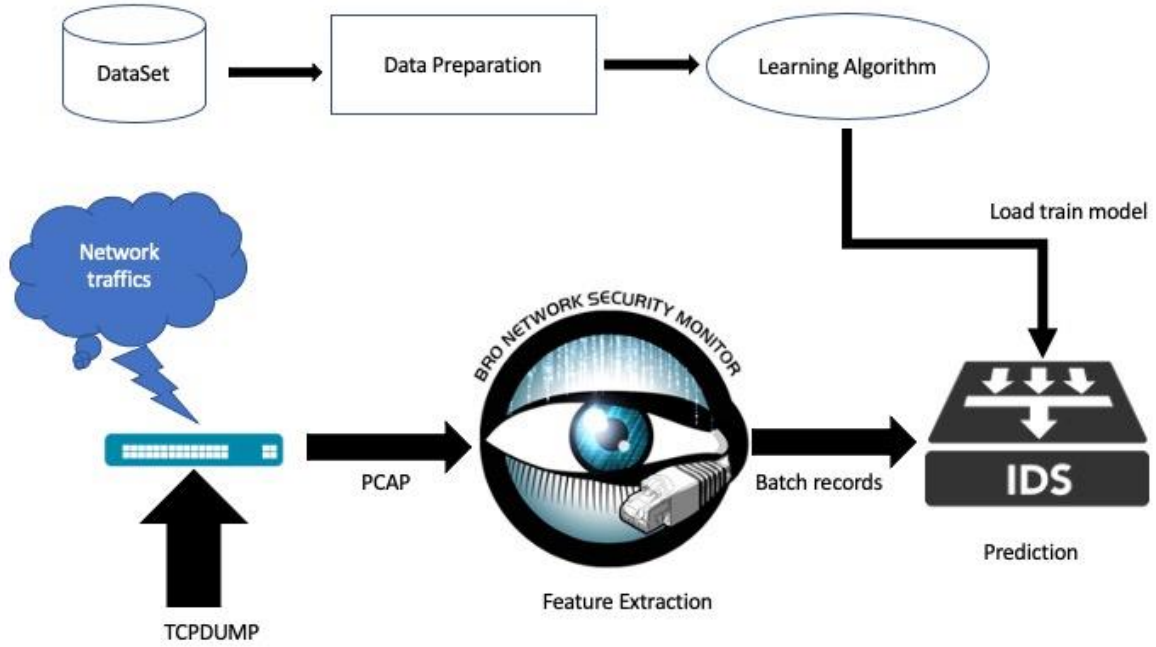 DataSet
Data Preparation
Learning Algorithm
Load train model
Network
traffics
BRO NETWORK SECURITY MONITOR
PCAP
Batch records
IDS
Prediction
Feature Extraction
TCPDUMP